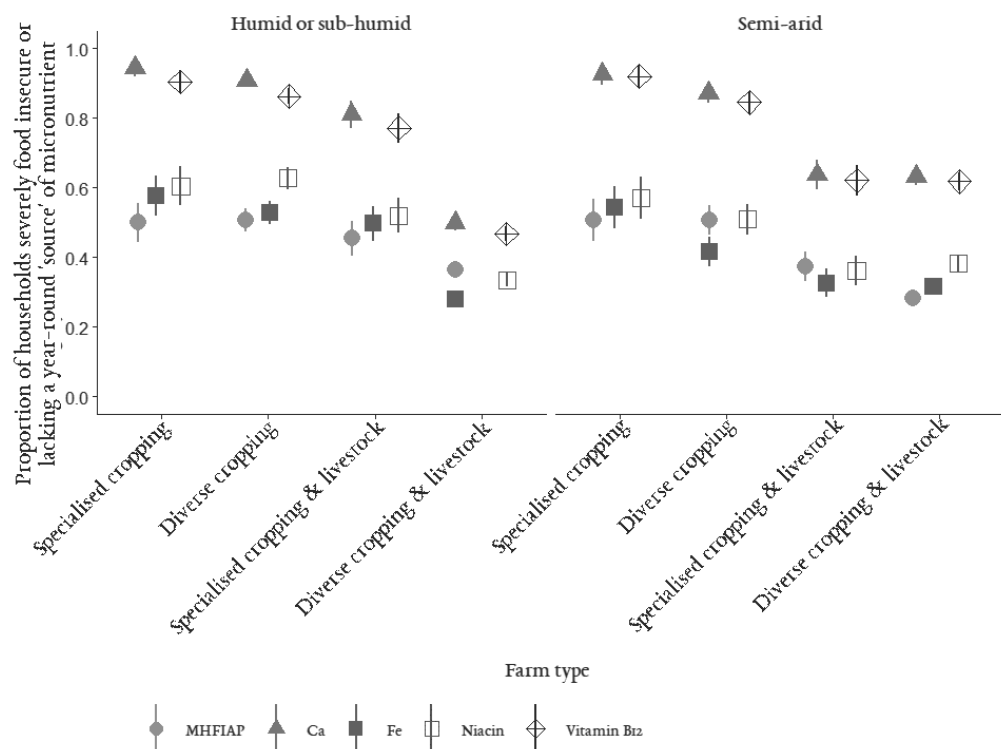 Humid or sub-humid
Semi-arid
Proportion of households severely food insecure or
lacking a year-round 'source' of micronutrient
1.0
0.8
0.6
0.4
0.2
0.0
Specialised cropping
Diverse cropping
Specialised cropping & livestock
Diverse cropping & livestock
Specialised cropping
Diverse cropping
Specialised cropping & livestock
Diverse cropping & livestock
Farm type
MHFIAP Ca Fe Niacin Vitamin B12